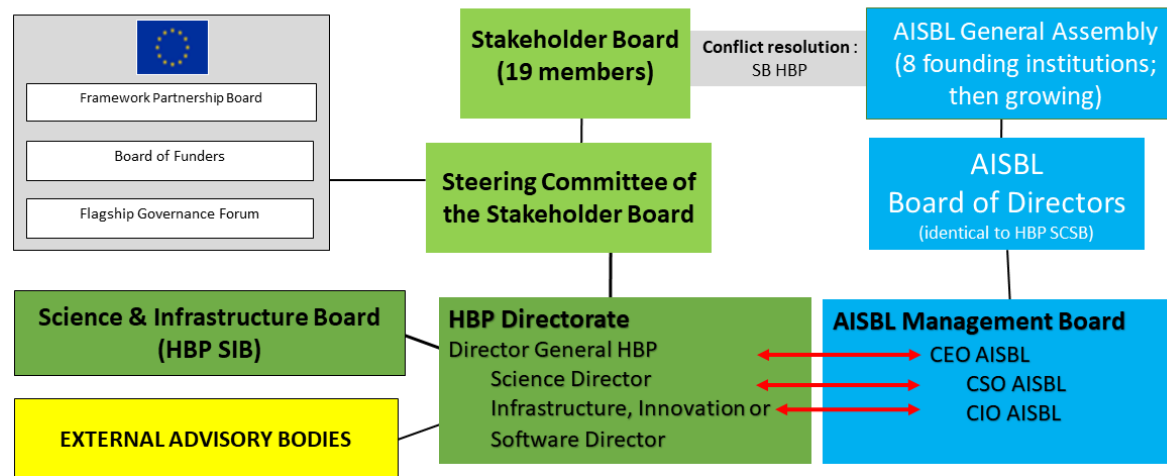 Framework Partnership Board
Board of Funders
Flagship Governance Forum
Stakeholder Board
(19 members)
Conflict resolution :
SB HBP
AISBL General Assembly
(8 founding institutions;
then growing)
Steering Committee of
the Stakeholder Board
AISBL
Board of Directors
(identical to HBP SCSB)
Science & Infrastructure Board
(HBP SIB)
EXTERNAL ADVISORY BODIES
HBP Directorate
Director General HBP
Science Director
Infrastructure, Innovation or
Software Director
AISBL Management Board
CEO AISBL
CSO AISBL
CIO AISBL